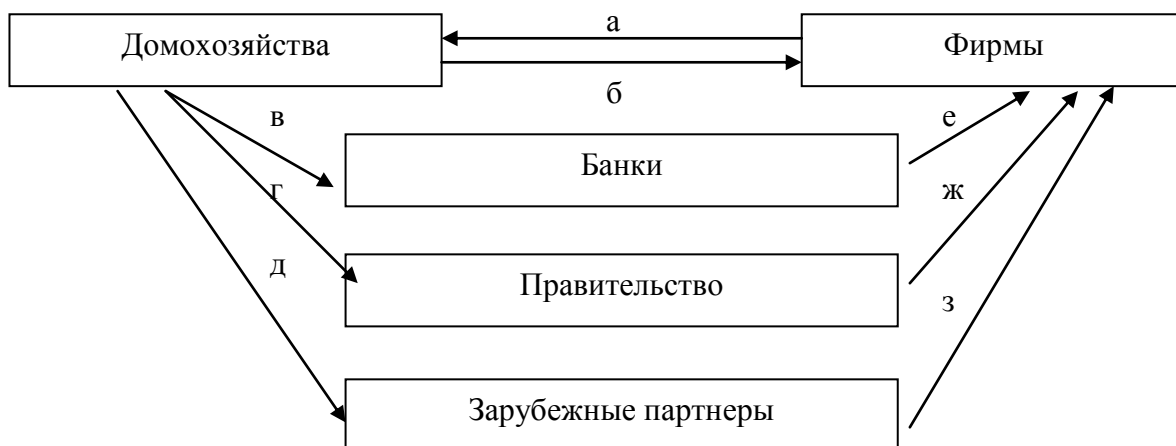 Домохозяйства
а
Фирмы
б
в
е
Банки
г
ж
Правительство
д
з
Зарубежные партнеры